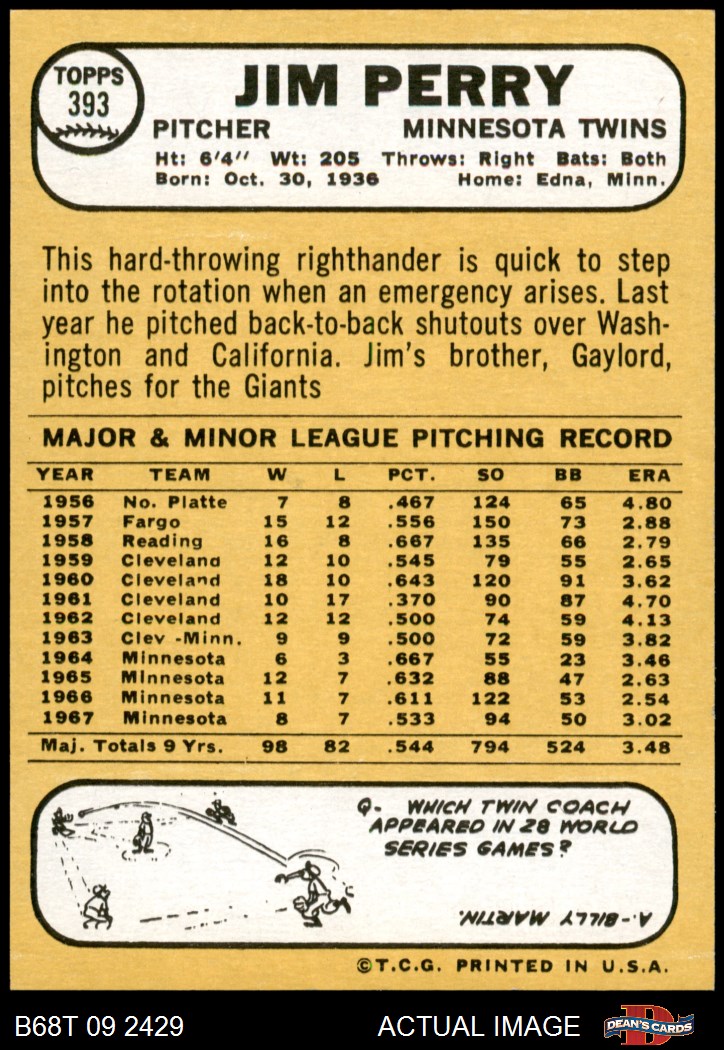 TOPPS
393
JIM PERRY
PITCHER MINNESOTA TWINS
Ht: 6'4" Wt: 205 Throws: Right Bats: Both
Born: Oct. 30, 1936 Home: Edna, Minn.
This hard-throwing righthander is quick to step
into the rotation when an emergency arises. Last
year he pitched back-to-back shutouts over Wash-
ington and California. Jim's brother, Gaylord,
pitches for the Giants
MAJOR & MINOR LEAGUE PITCHING RECORD
YEAR TEAM W L PCT. SO BB ERA
1956 No. Platte 7 8 .467 124 65 4.80
1957 Fargo 15 12 .556 150 73 2.88
1958 Reading 16 8 .667 135 66 2.79
1959 Cleveland 12 10 .545 79 55 2.65
1960 Cleveland 18 10 .643 120 91 3.62
1961 Cleveland 10 17 .370 90 87 4.70
1962 Cleveland 12 12 .500 74 59 4.13
1963 Clev -Minn. 9 9 .500 72 59 3.82
1964 Minnesota 6 3 .667 55 23 3.46
1965 Minnesota 12 7 .632 88 47 2.63
1966 Minnesota 11 7 .611 122 53 2.54
1967 Minnesota 8 7 .533 94 50 3.02
Maj. Totals 9 Yrs. 98 82 .544 794 524 3.48
Q- WHICH TWIN COACH
APPEARED IN 28 WORLD
SERIES GAMES?
A-BILLY MARTIN.
©T.C.G. PRINTED IN U.S.A.
B68T 09 2429 ACTUAL IMAGE
D
DEAN'S CARDS